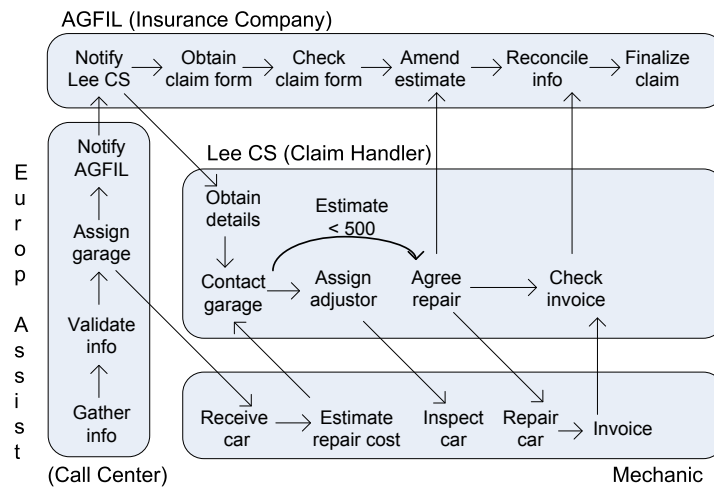 AGFIL (Insurance Company)
Notify
Lee CS
Obtain
claim form
Check
claim form
Amend
estimate
Reconcile
info
Finalize
claim
Europ Assist
Notify
AGFIL
Assign
garage
Validate
info
Gather
info
(Call Center)
Lee CS (Claim Handler)
Obtain
details
Estimate
< 500
Contact
garage
Assign
adjustor
Agree
repair
Check
invoice
Receive
car
Estimate
repair cost
Inspect
car
Repair
car
Invoice
Mechanic